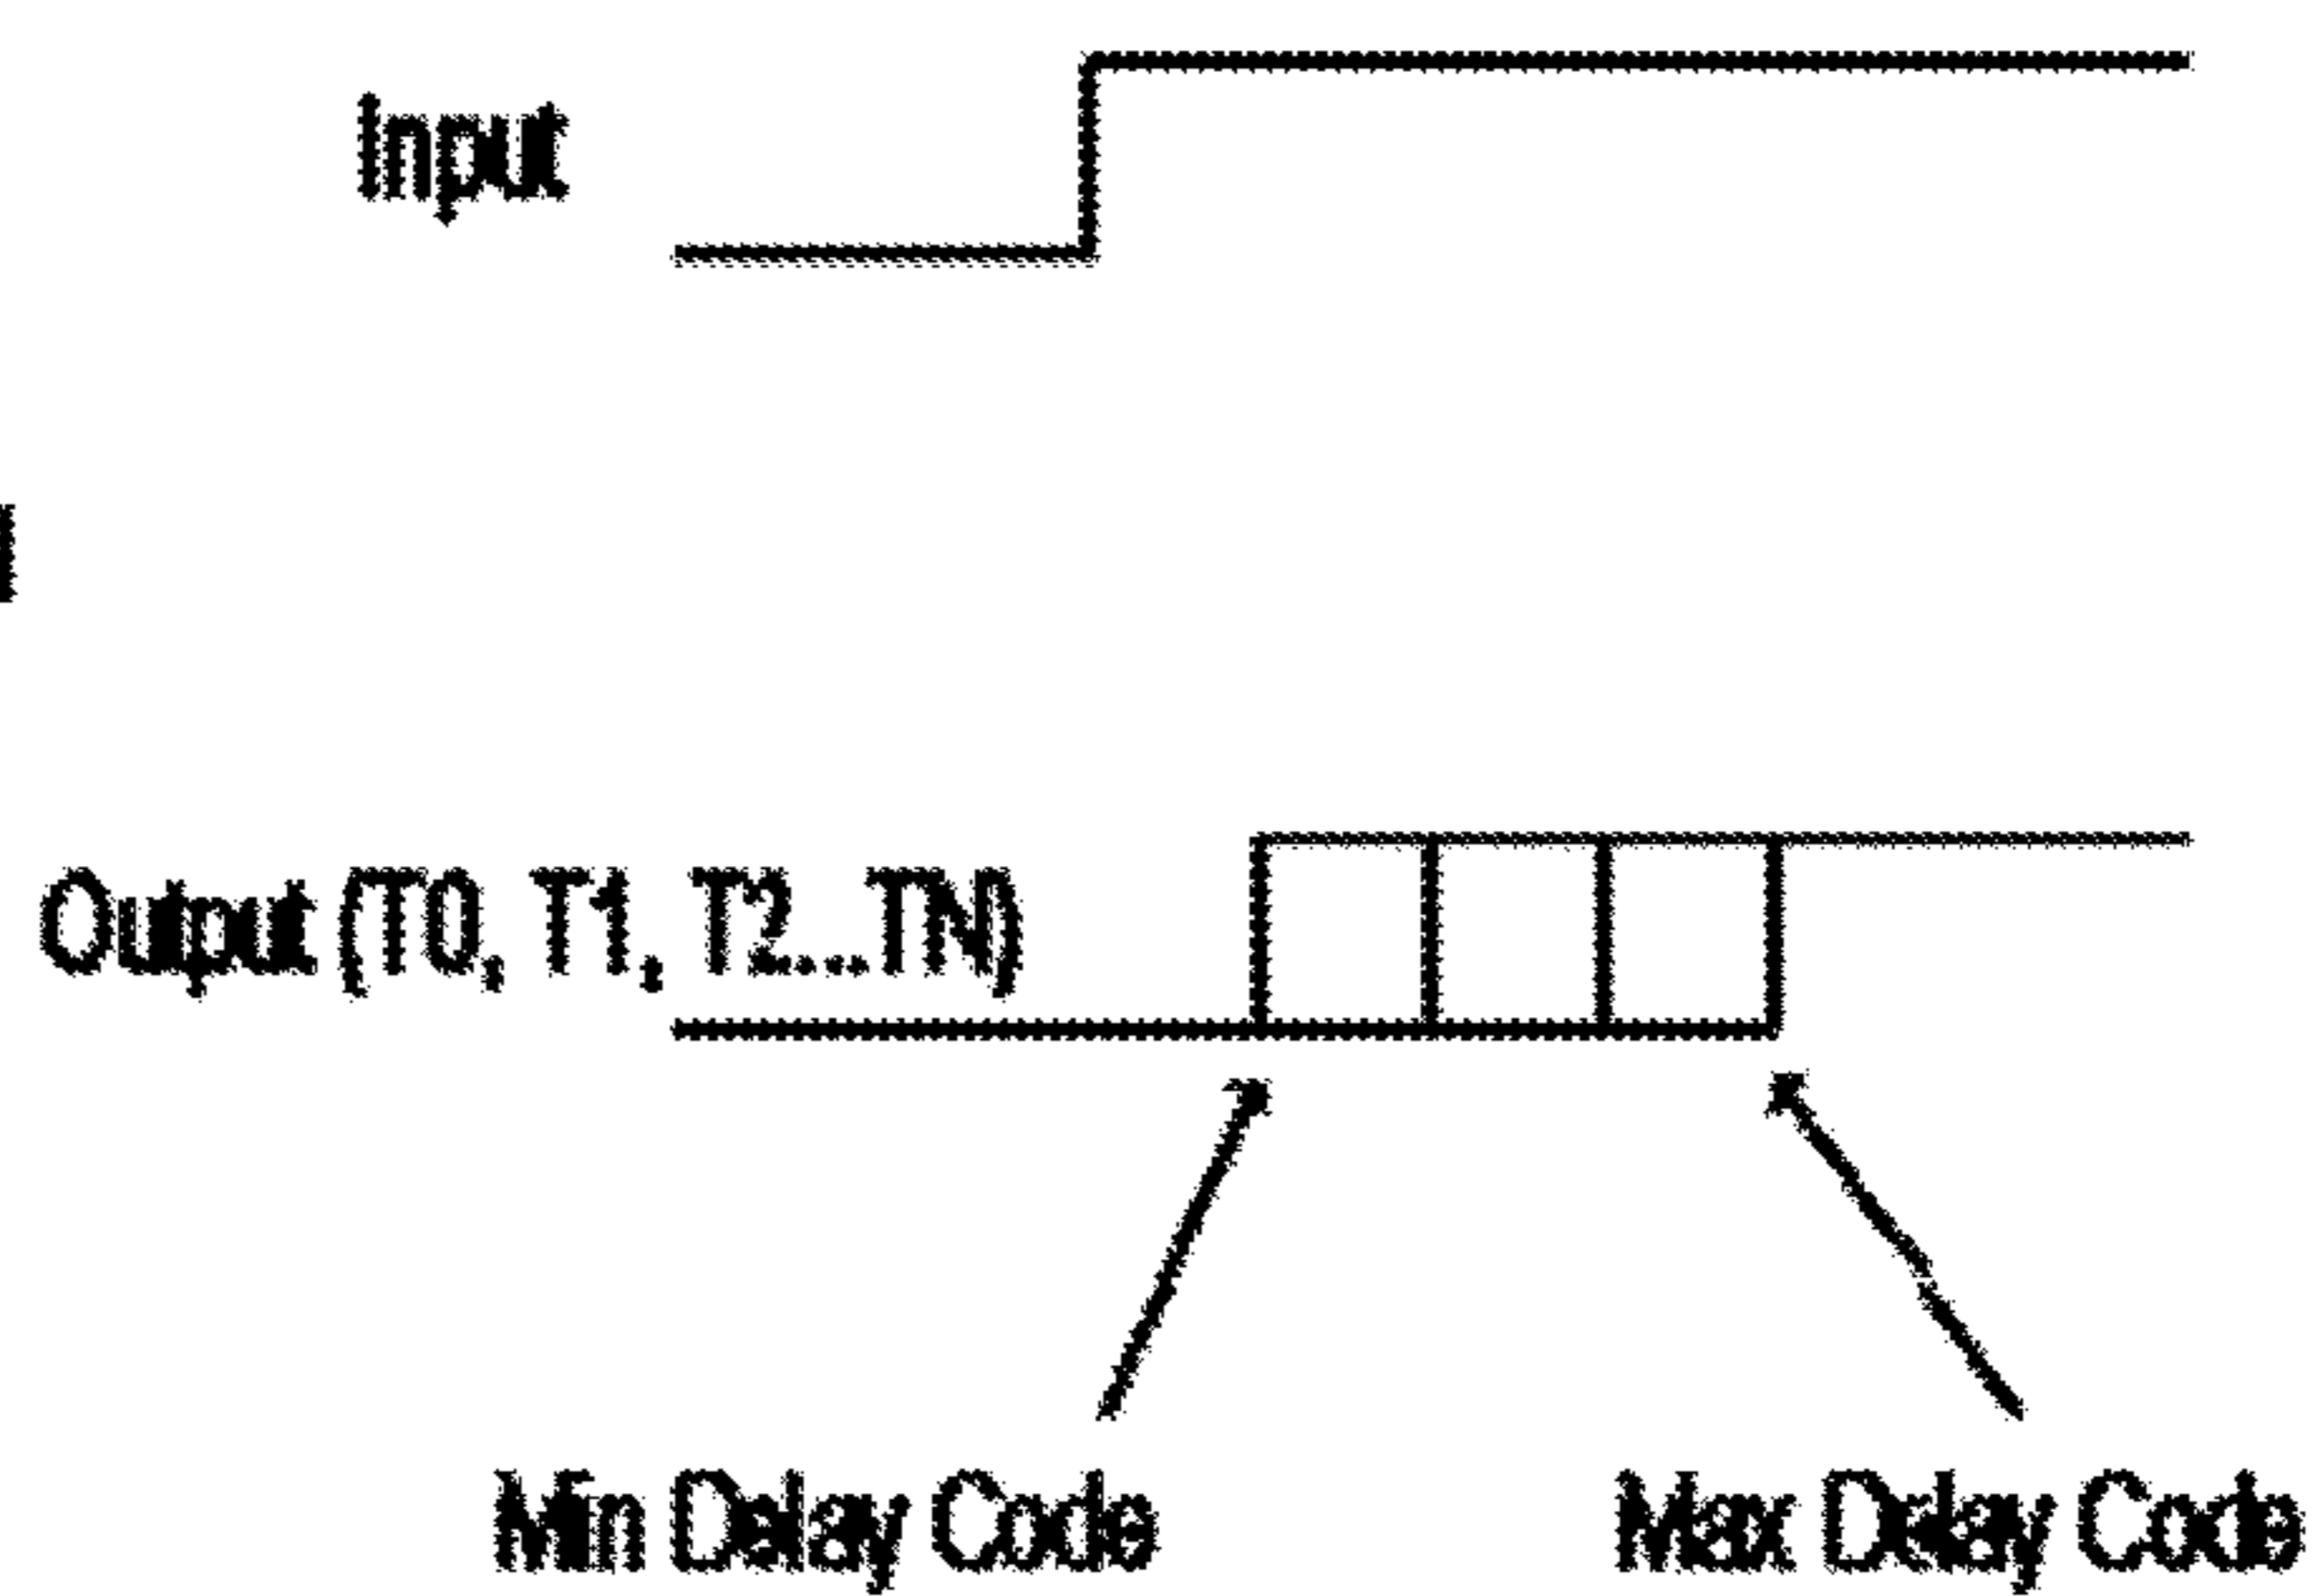 Input
Output (T0, T1, T2...TN)
Min Delay Code
Max Delay Code